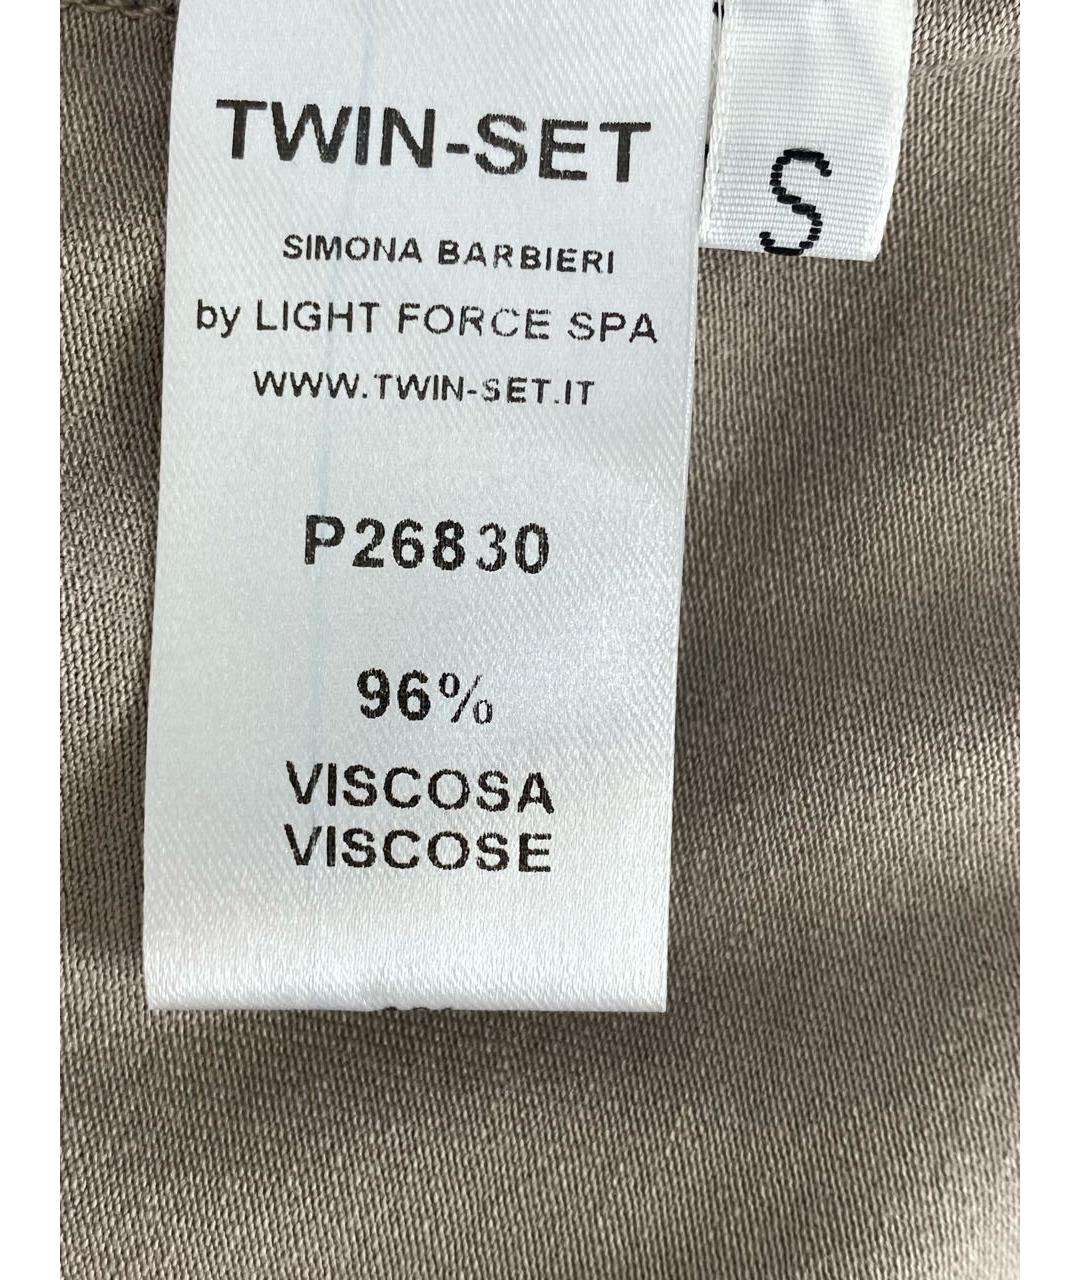 TWIN-SET
S
SIMONA BARBIERI
by LIGHT FORCE SPA
WWW.TWIN-SET.IT
P26830
96%
VISCOSA
VISCOSE